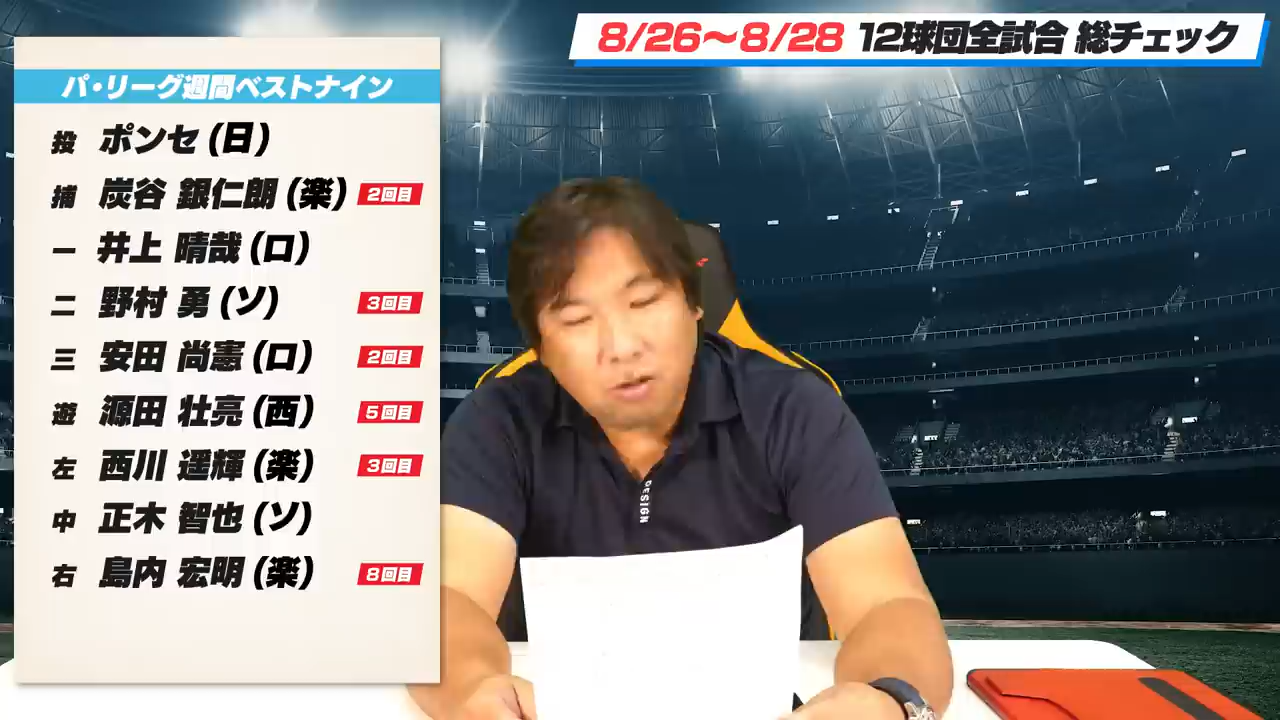 8/26～8/28 12球団全試合 総チェック
パ・リーグ週間ベストナイン
投 ポンセ(日)
捕 炭谷 銀仁朗(楽) 2回目
一 井上 晴哉(ロ)
二 野村 勇(ソ) 3回目
三 安田 尚憲(ロ) 2回目
遊 源田 壮亮(西) 5回目
左 西川 遥輝(楽) 3回目
中 正木 智也(ソ)
右 島内 宏明(楽) 8回目
DESIGN